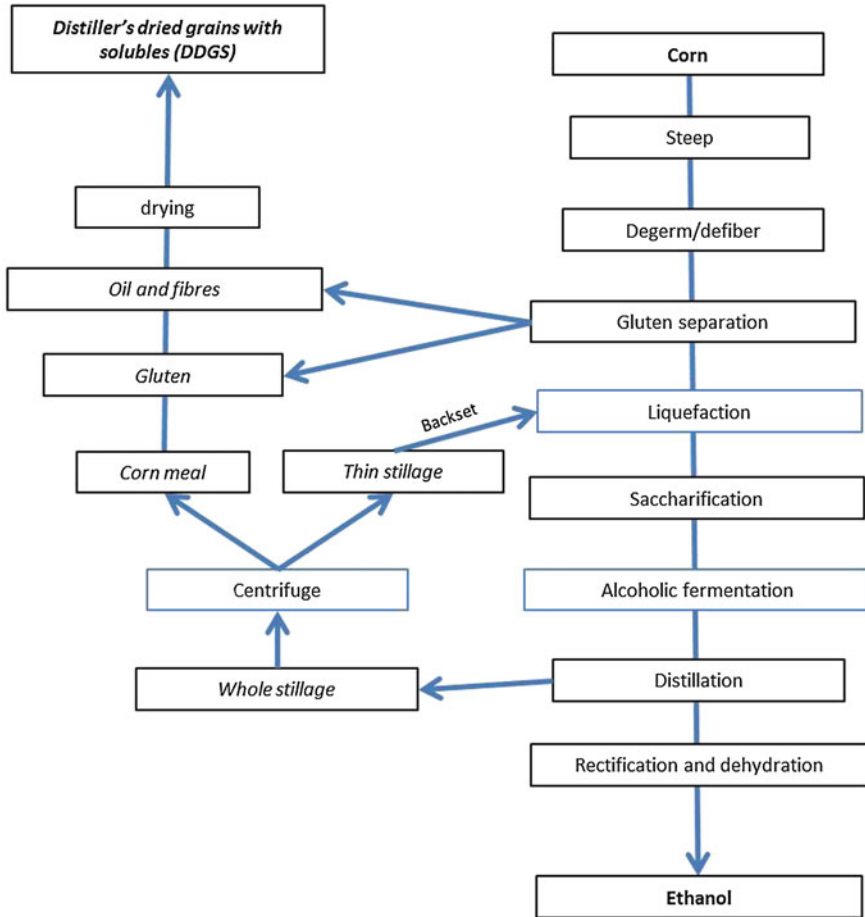 Distiller's dried grains with
solubles (DDGS)
Corn
Steep
drying
Degerm/defiber
Oil and fibres
Gluten separation
Gluten
Backset
Liquefaction
Corn meal
Thin stillage
Saccharification
Centrifuge
Alcoholic fermentation
Whole stillage
Distillation
Rectification and dehydration
Ethanol